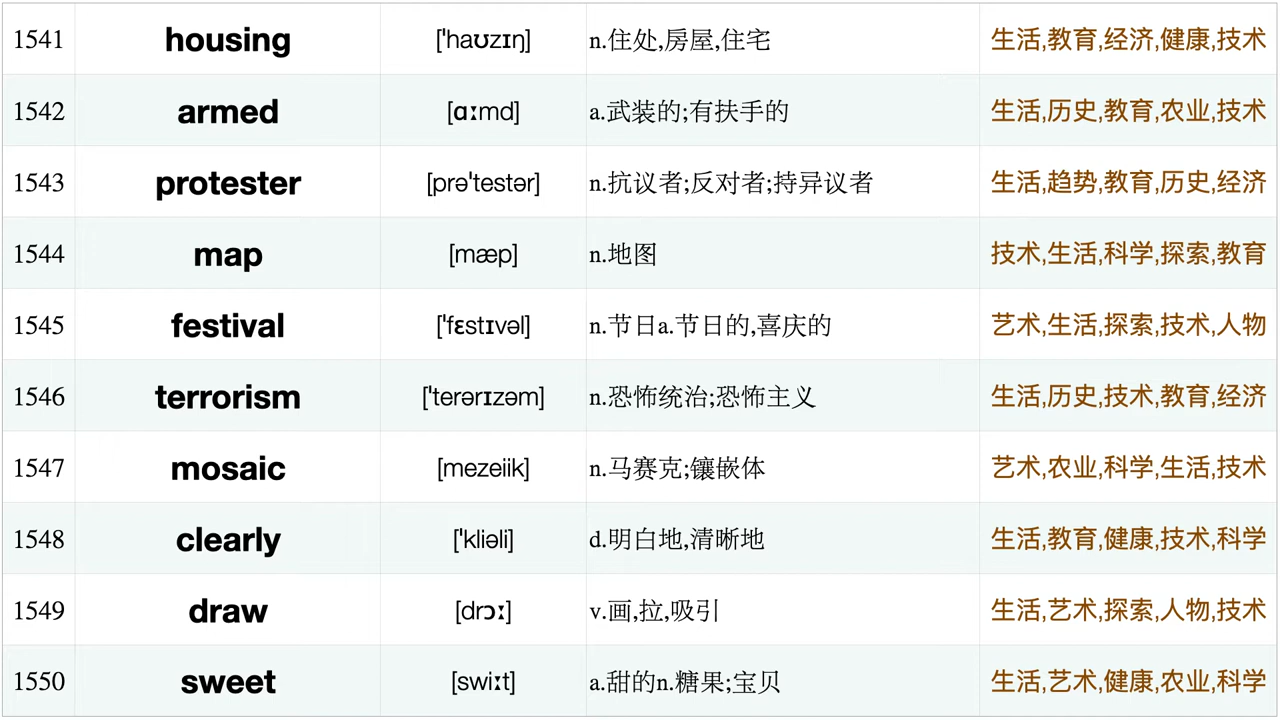 1541 housing ['haʊzɪŋ] n.住处,房屋,住宅 生活,教育,经济,健康,技术
1542 armed [ɑːmd] a.武装的;有扶手的 生活,历史,教育,农业,技术
1543 protester [prə'testər] n.抗议者;反对者;持异议者 生活,趋势,教育,历史,经济
1544 map [mæp] n.地图 技术,生活,科学,探索,教育
1545 festival ['fɛstɪvəl] n.节日a.节日的,喜庆的 艺术,生活,探索,技术,人物
1546 terrorism ['terərɪzəm] n.恐怖统治;恐怖主义 生活,历史,技术,教育,经济
1547 mosaic [mezeiik] n.马赛克;镶嵌体 艺术,农业,科学,生活,技术
1548 clearly ['kliəli] d.明白地,清晰地 生活,教育,健康,技术,科学
1549 draw [drɔː] v.画,拉,吸引 生活,艺术,探索,人物,技术
1550 sweet [swiːt] a.甜的n.糖果;宝贝 生活,艺术,健康,农业,科学